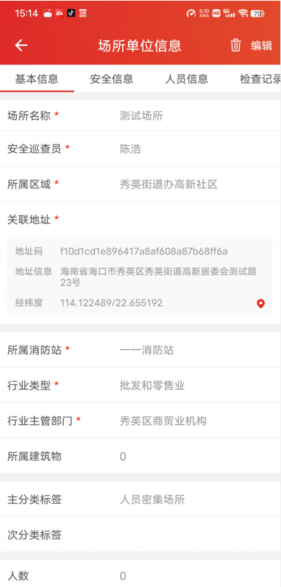 15:14
0.10 KB/s 5G 70
场所单位信息 编辑
基本信息 安全信息 人员信息 检查记录
场所名称 * 测试场所
安全巡查员 * 陈浩
所属区域 * 秀英街道办高新社区
关联地址 *
地址码 f10d1cd1e896417a8af608a87b68ff6a
地址信息 海南省海口市秀英区秀英街道高新居委会测试路
23号
经纬度 114.122489/22.655192
所属消防站 * 一一消防站
行业类型 * 批发和零售业
行业主管部门 * 秀英区商贸业机构
所属建筑物 0
主分类标签 人员密集场所
次分类标签
人数 0